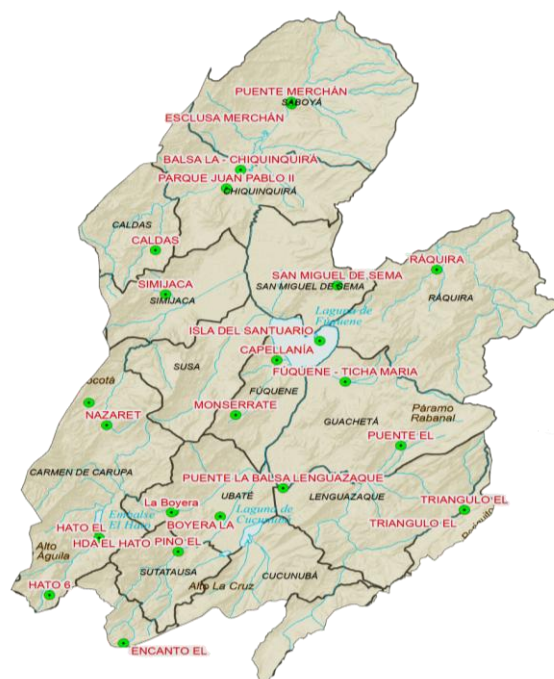 PUENTE MERCHÁN
SABOYÁ
ESCLUSA MERCHÁN
BALSA LA - CHIQUINQUIRÁ
PARQUE JUAN PABLO II
CHIQUINQUIRÁ
CALDAS
CALDAS
RÁQUIRA
SAN MIGUEL DE SEMA
SIMIJACA
SAN MIGUEL DE SEMA
SIMIJACA
RÁQUIRA
Laguna de
Fúquene
ISLA DEL SANTUARIO
CAPELLANÍA
SUSA
FÚQUENE - TICHA MARIA
FÚQUENE
MONSERRATE
Páramo
Rabanal
NAZARET
GUACHETÁ
PUENTE EL
CARMEN DE CARUPA
PUENTE LA BALSA LENGUAZAQUE
UBATÉ
LENGUAZAQUE
La Boyera
TRIANGULO EL
Embalse
El Hato
Laguna de
Cucunubá
HATO EL
BOYERA LA
TRIANGULO EL
HDA EL HATO
PINO EL
Alto
Águila
SUTATAUSA
CUCUNUBÁ
HATO 6
Alto La Cruz
ENCANTO EL